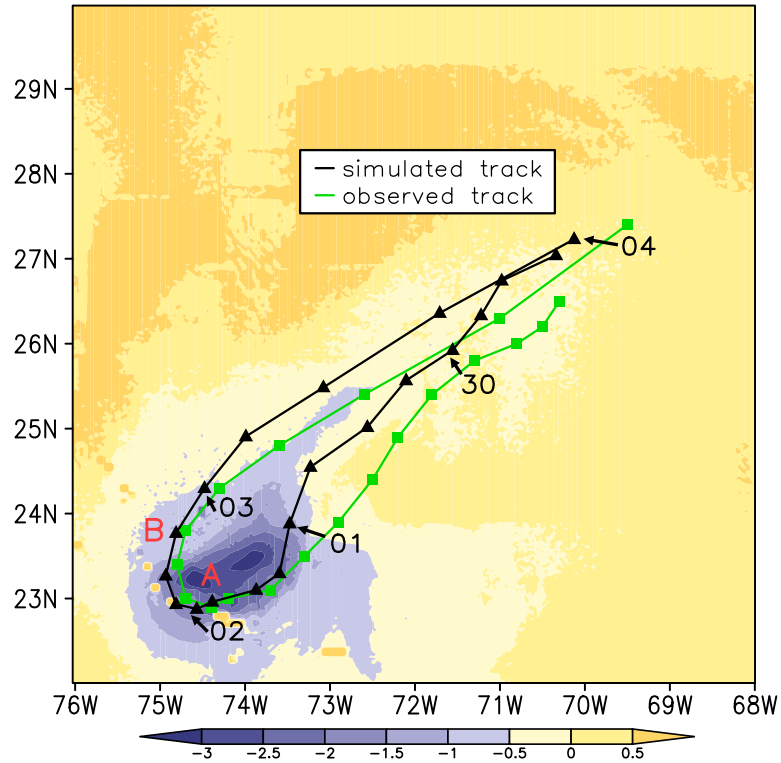 29N
28N
27N
26N
25N
24N
23N
simulated track
observed track
04
30
03
B
01
A
02
76W 75W 74W 73W 72W 71W 70W 69W 68W
-3 -2.5 -2 -1.5 -1 -0.5 0 0.5